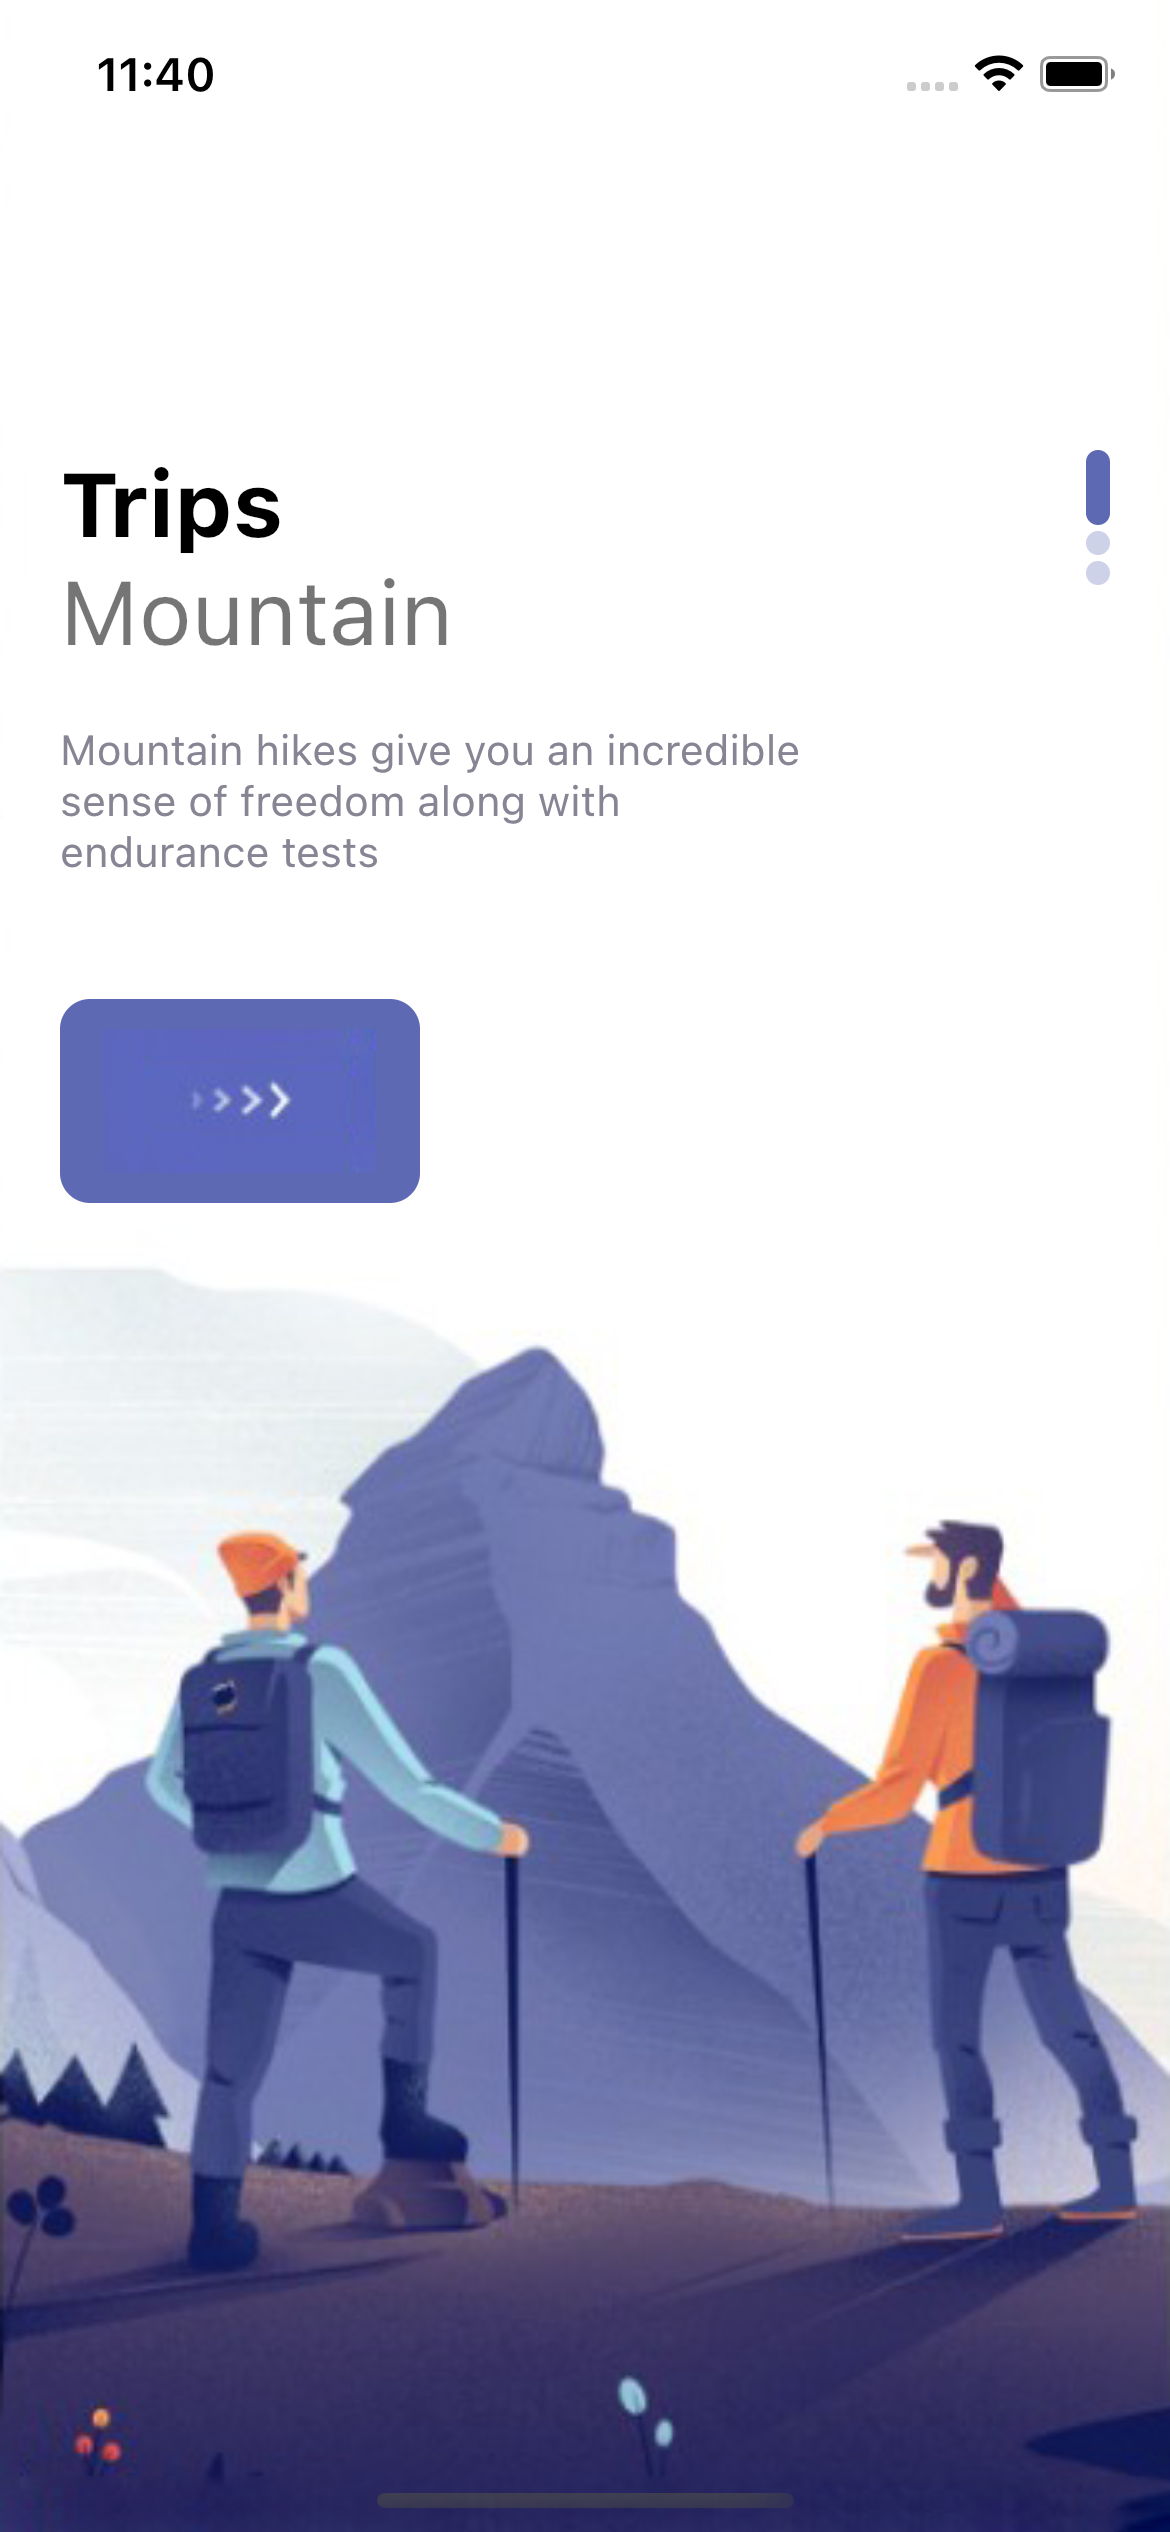 11:40
Trips
Mountain
Mountain hikes give you an incredible
sense of freedom along with
endurance tests